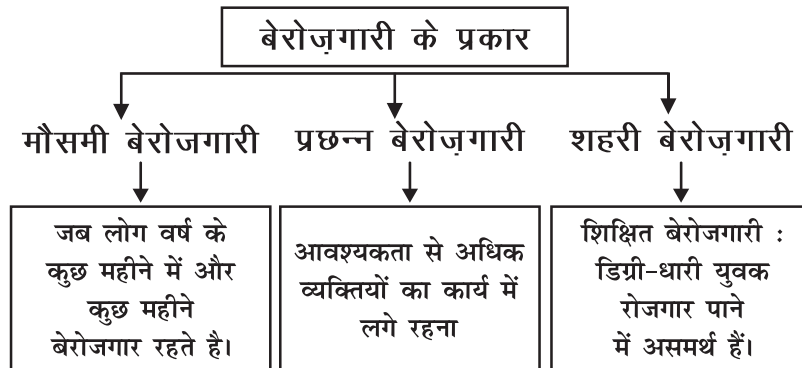 बेरोज़गारी के प्रकार
मौसमी बेरोजगारी
प्रछन्न बेरोज़गारी
शहरी बेरोज़गारी
जब लोग वर्ष के
कुछ महीने में और
कुछ महीने
बेरोजगार रहते है।
आवश्यकता से अधिक
व्यक्तियों का कार्य में
लगे रहना
शिक्षित बेरोजगारी :
डिग्री-धारी युवक
रोजगार पाने
में असमर्थ हैं।